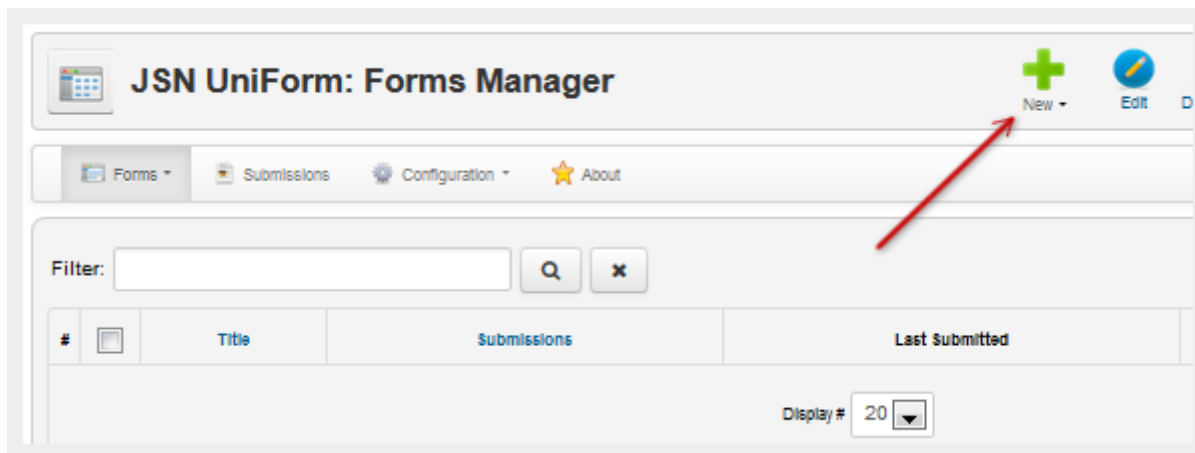 JSN UniForm: Forms Manager
New
Edit
D
Forms
Submissions
Configuration
About
Filter:
#
Title
Submissions
Last Submitted
Display #
20